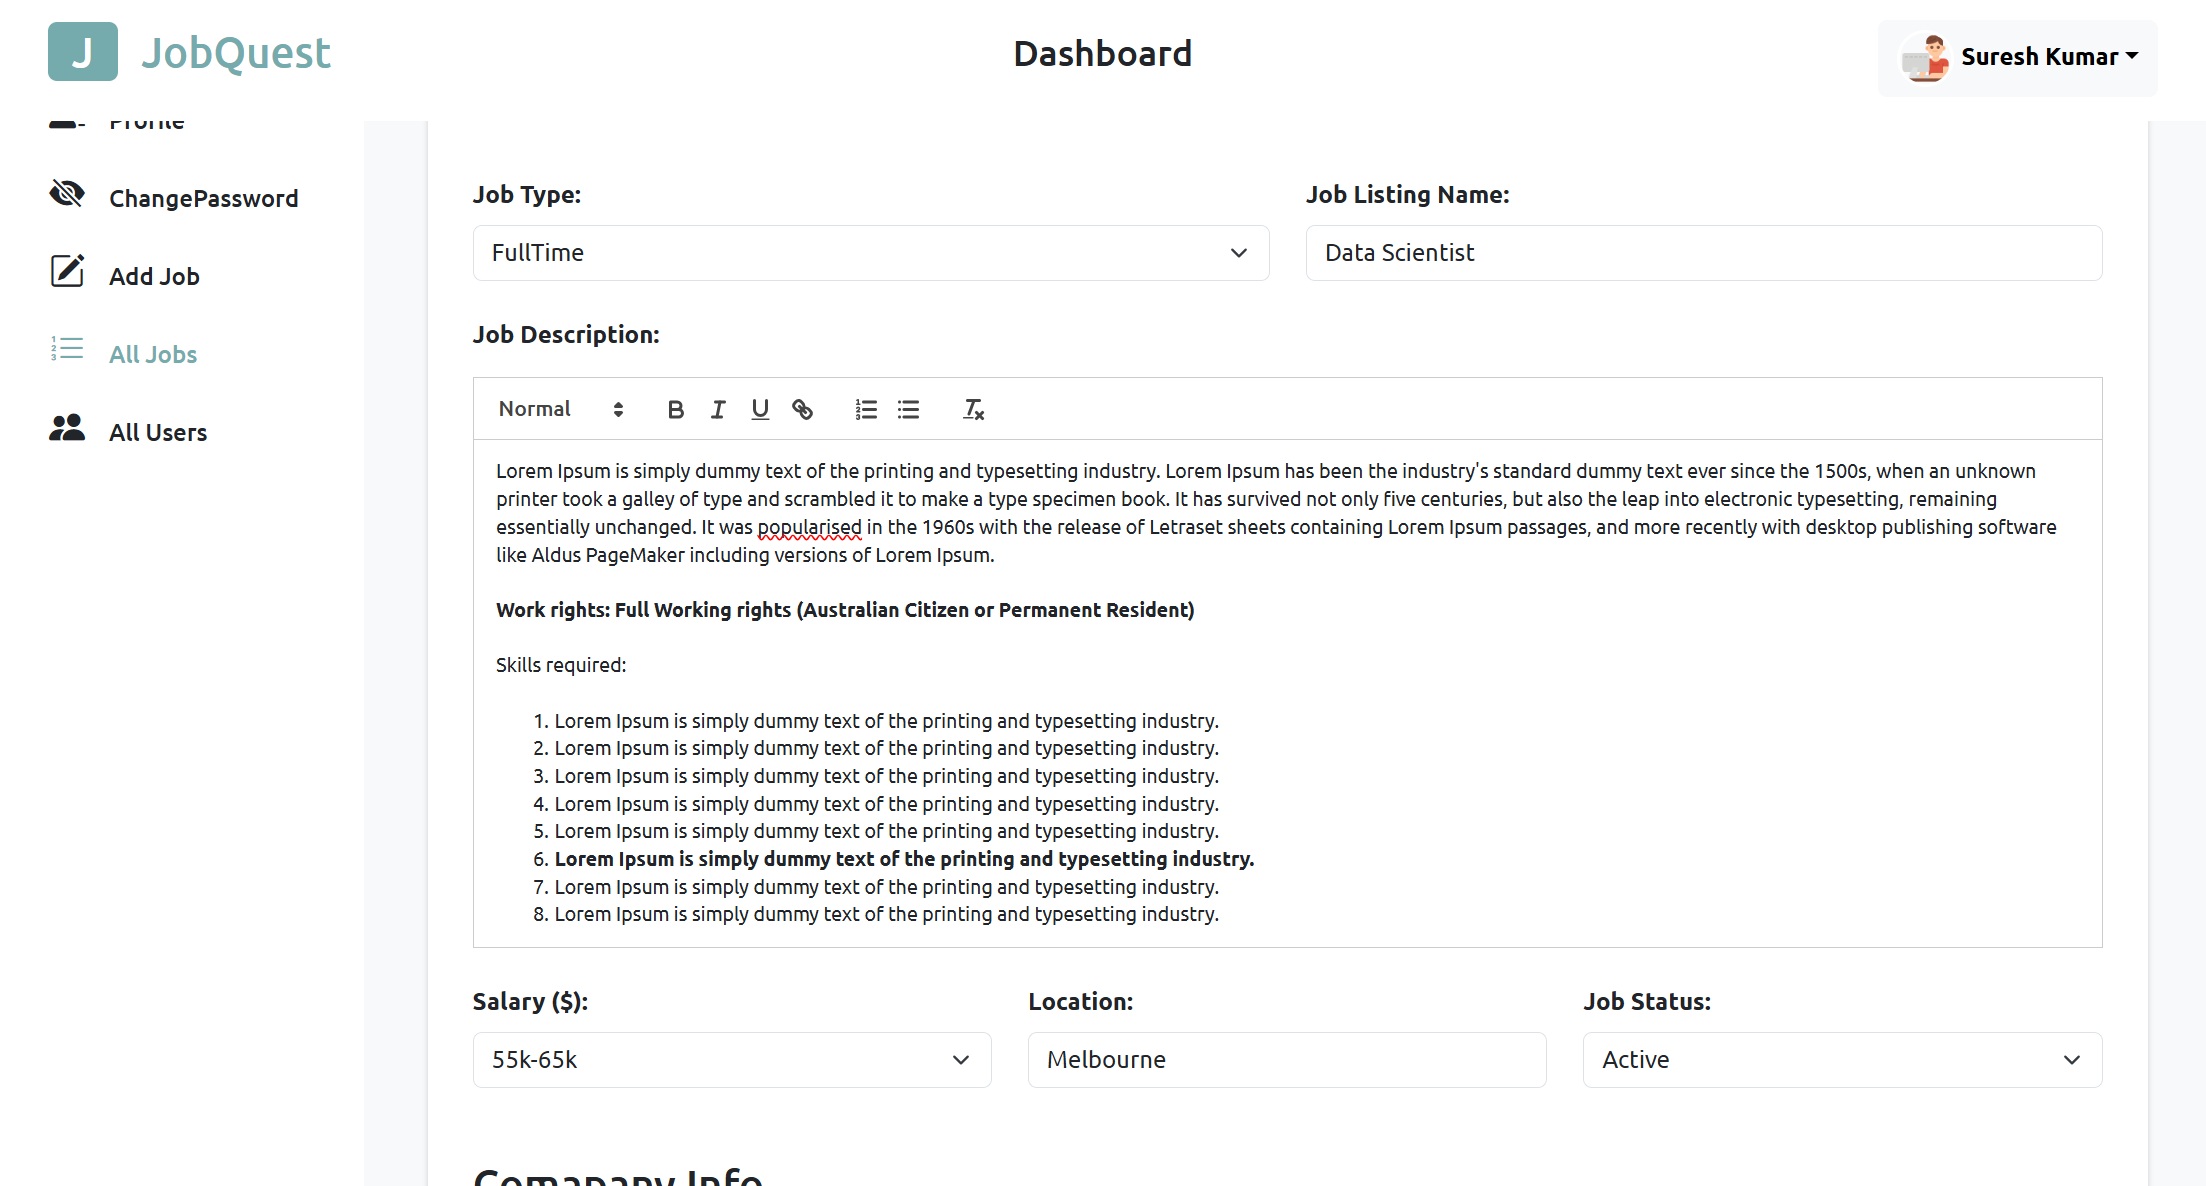 J JobQuest
Dashboard
Suresh Kumar
Profile
ChangePassword
Add Job
All Jobs
All Users
Job Type:
FullTime
Job Listing Name:
Data Scientist
Job Description:
Normal
Lorem Ipsum is simply dummy text of the printing and typesetting industry. Lorem Ipsum has been the industry's standard dummy text ever since the 1500s, when an unknown
printer took a galley of type and scrambled it to make a type specimen book. It has survived not only five centuries, but also the leap into electronic typesetting, remaining
essentially unchanged. It was popularised in the 1960s with the release of Letraset sheets containing Lorem Ipsum passages, and more recently with desktop publishing software
like Aldus PageMaker including versions of Lorem Ipsum.
Work rights: Full Working rights (Australian Citizen or Permanent Resident)
Skills required:
1. Lorem Ipsum is simply dummy text of the printing and typesetting industry.
2. Lorem Ipsum is simply dummy text of the printing and typesetting industry.
3. Lorem Ipsum is simply dummy text of the printing and typesetting industry.
4. Lorem Ipsum is simply dummy text of the printing and typesetting industry.
5. Lorem Ipsum is simply dummy text of the printing and typesetting industry.
6. Lorem Ipsum is simply dummy text of the printing and typesetting industry.
7. Lorem Ipsum is simply dummy text of the printing and typesetting industry.
8. Lorem Ipsum is simply dummy text of the printing and typesetting industry.
Salary ($):
55k-65k
Location:
Melbourne
Job Status:
Active
Comapany Info